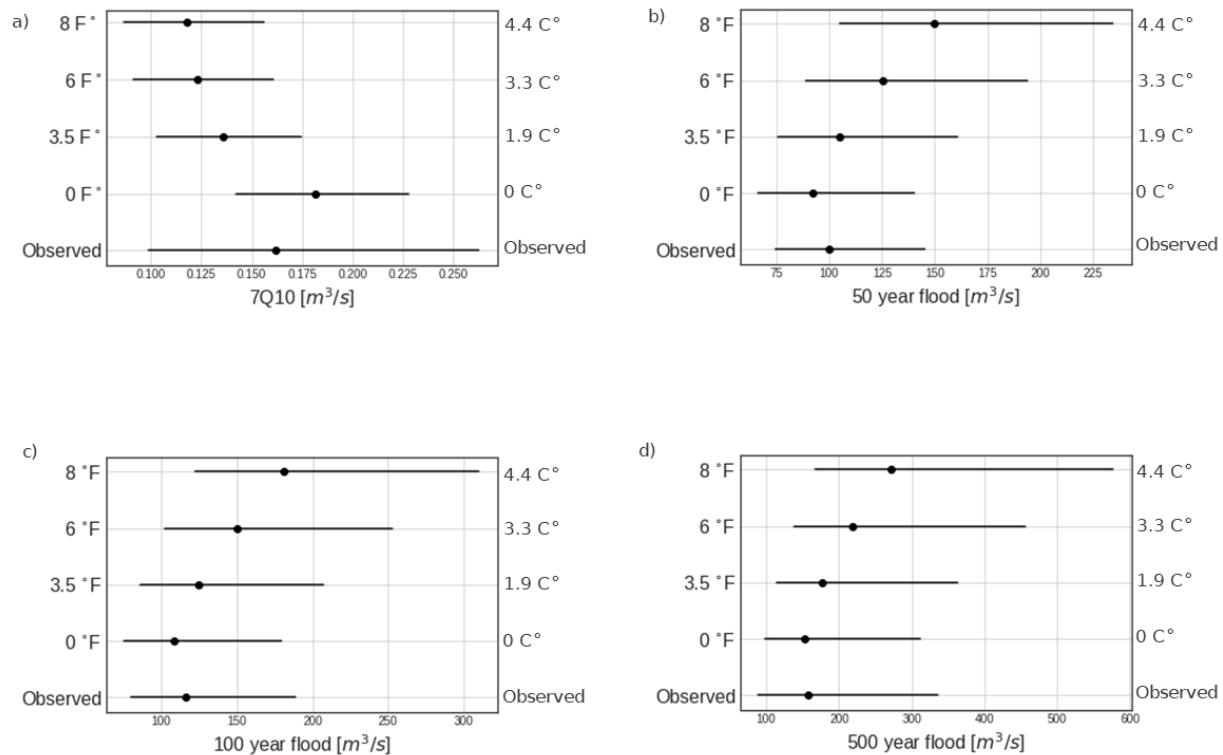 a)
8 F° 4.4 C°
6 F° 3.3 C°
3.5 F° 1.9 C°
0 F° 0 C°
Observed Observed
0.100 0.125 0.150 0.175 0.200 0.225 0.250
7Q10 [m³/s]
b)
8 °F 4.4 C°
6 °F 3.3 C°
3.5 °F 1.9 C°
0 °F 0 C°
Observed Observed
75 100 125 150 175 200 225
50 year flood [m³/s]
c)
8 °F 4.4 C°
6 °F 3.3 C°
3.5 °F 1.9 C°
0 °F 0 C°
Observed Observed
100 150 200 250 300
100 year flood [m³/s]
d)
8 °F 4.4 C°
6 °F 3.3 C°
3.5 °F 1.9 C°
0 °F 0 C°
Observed Observed
100 200 300 400 500 600
500 year flood [m³/s]